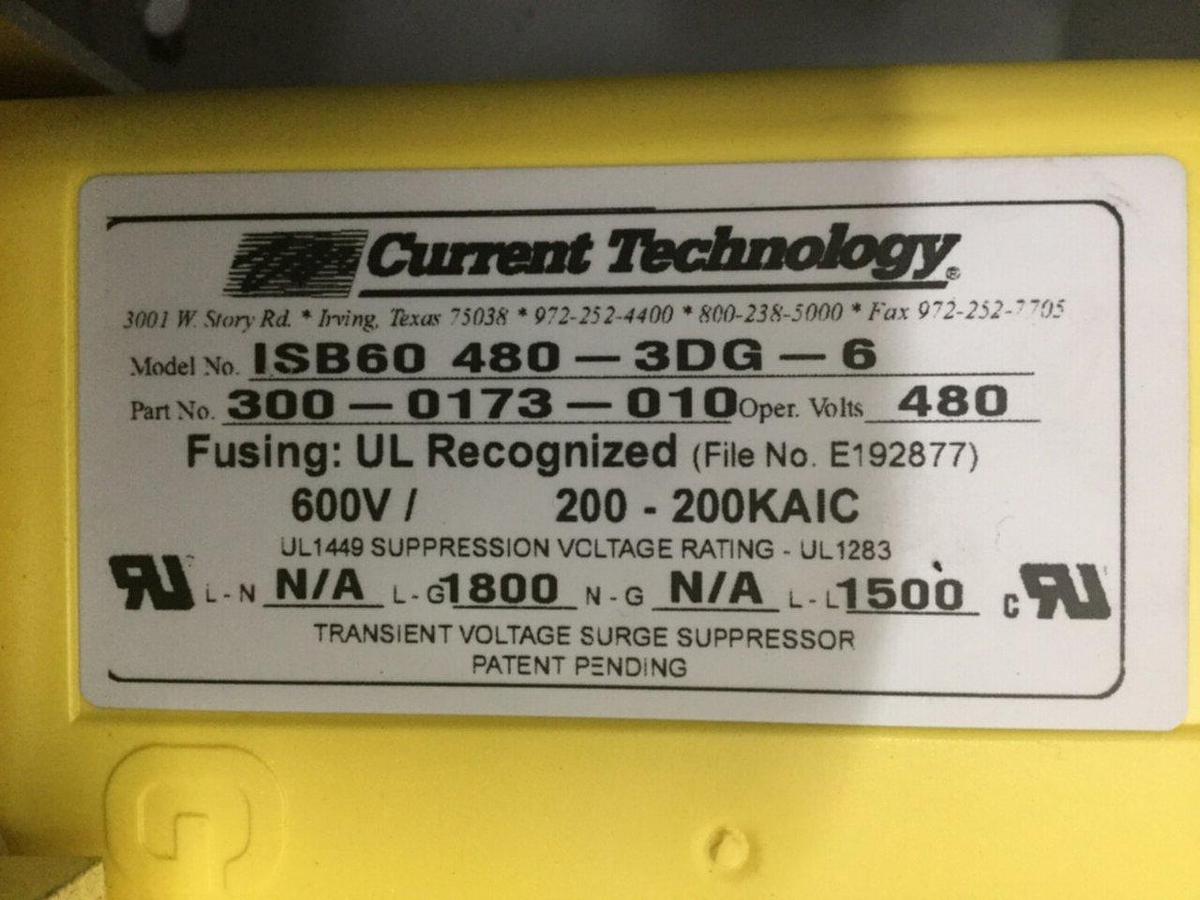 Current Technology®
3001 W. Story Rd. * Irving, Texas 75038 * 972-252-4400 * 800-238-5000 * Fax 972-252-7705
Model No. ISB60 480 - 3DG - 6
Part No. 300 - 0173 - 010 Oper. Volts 480
Fusing: UL Recognized (File No. E192877)
600V / 200 - 200KAIC
UL1449 SUPPRESSION VOLTAGE RATING - UL1283
RU L - N N/A L - G 1800 N - G N/A L - L 1500 c RU
TRANSIENT VOLTAGE SURGE SUPPRESSOR
PATENT PENDING
G